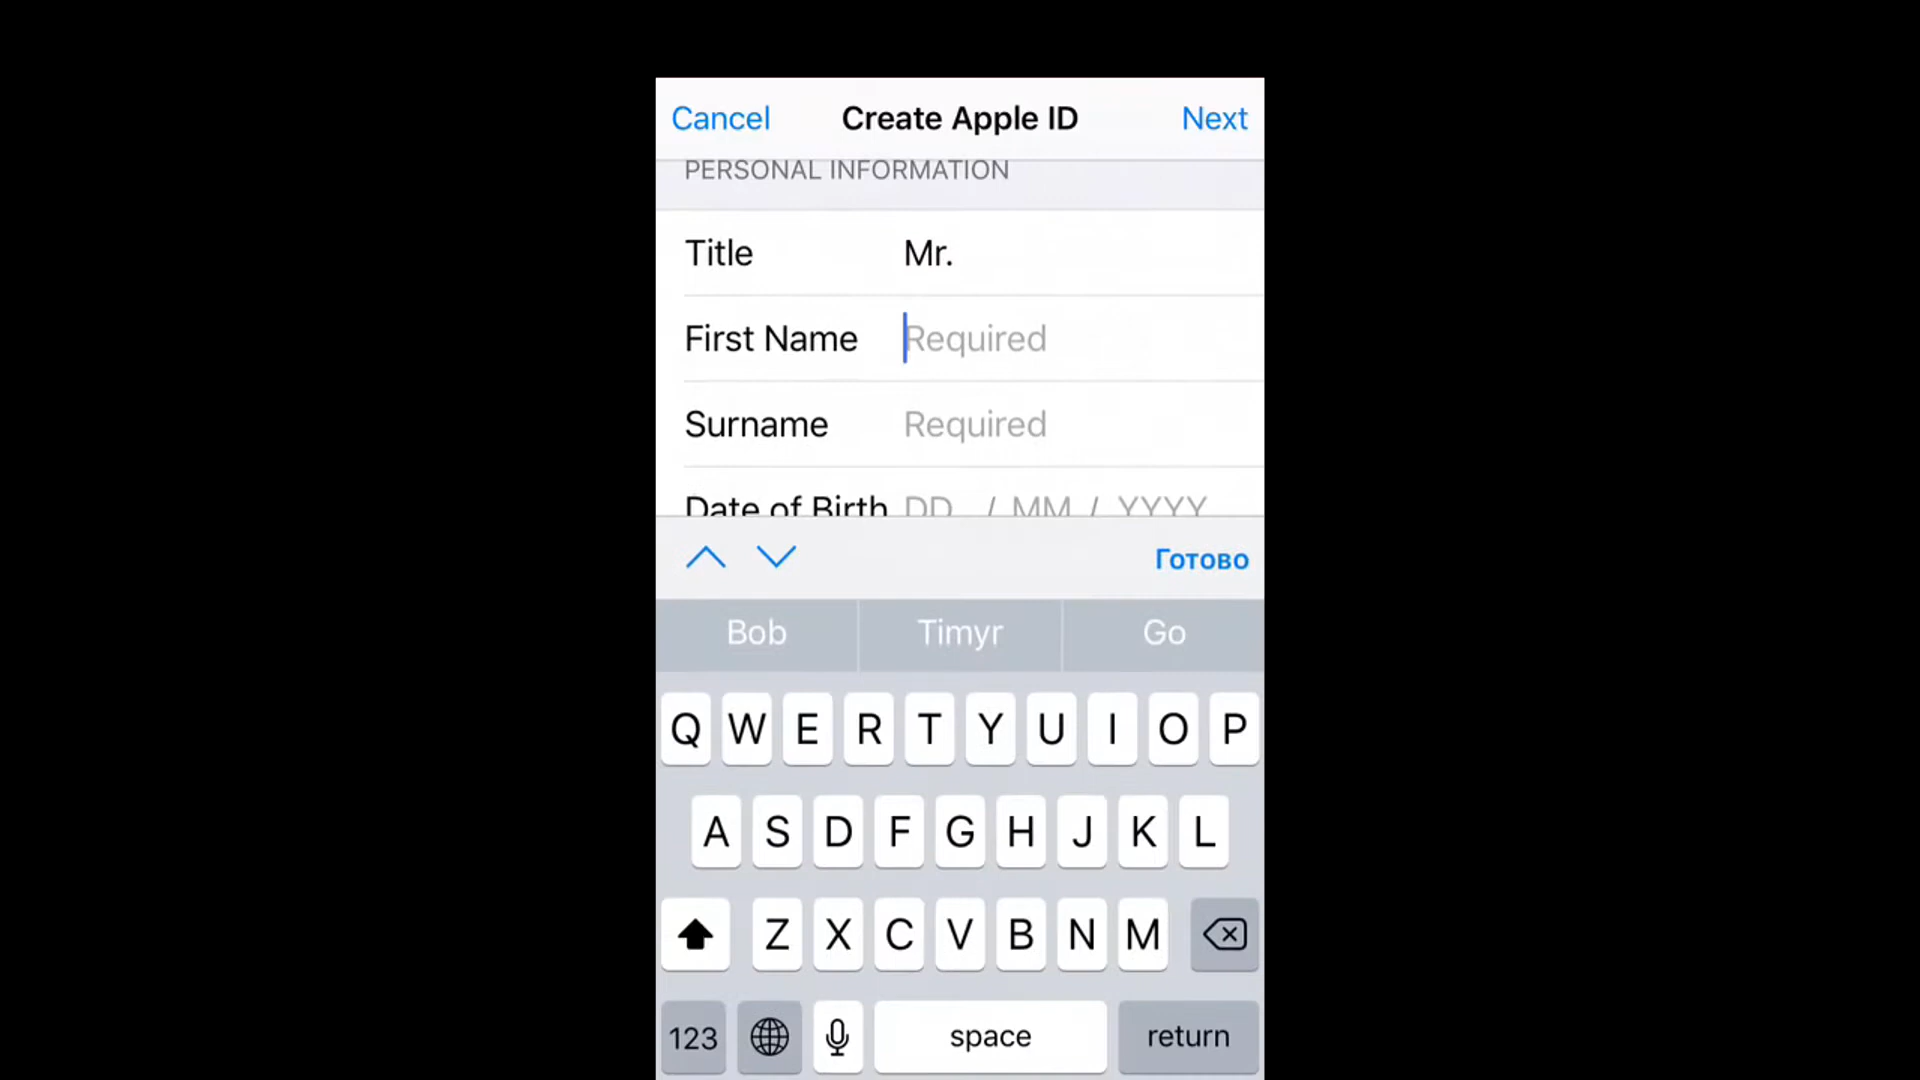 Cancel Create Apple ID Next
PERSONAL INFORMATION
Title Mr.
First Name Required
Surname Required
Date of Birth DD / MM / YYYY
Готово
Bob Timyr Go
Q W E R T Y U I O P
A S D F G H J K L
Z X C V B N M
123 space return